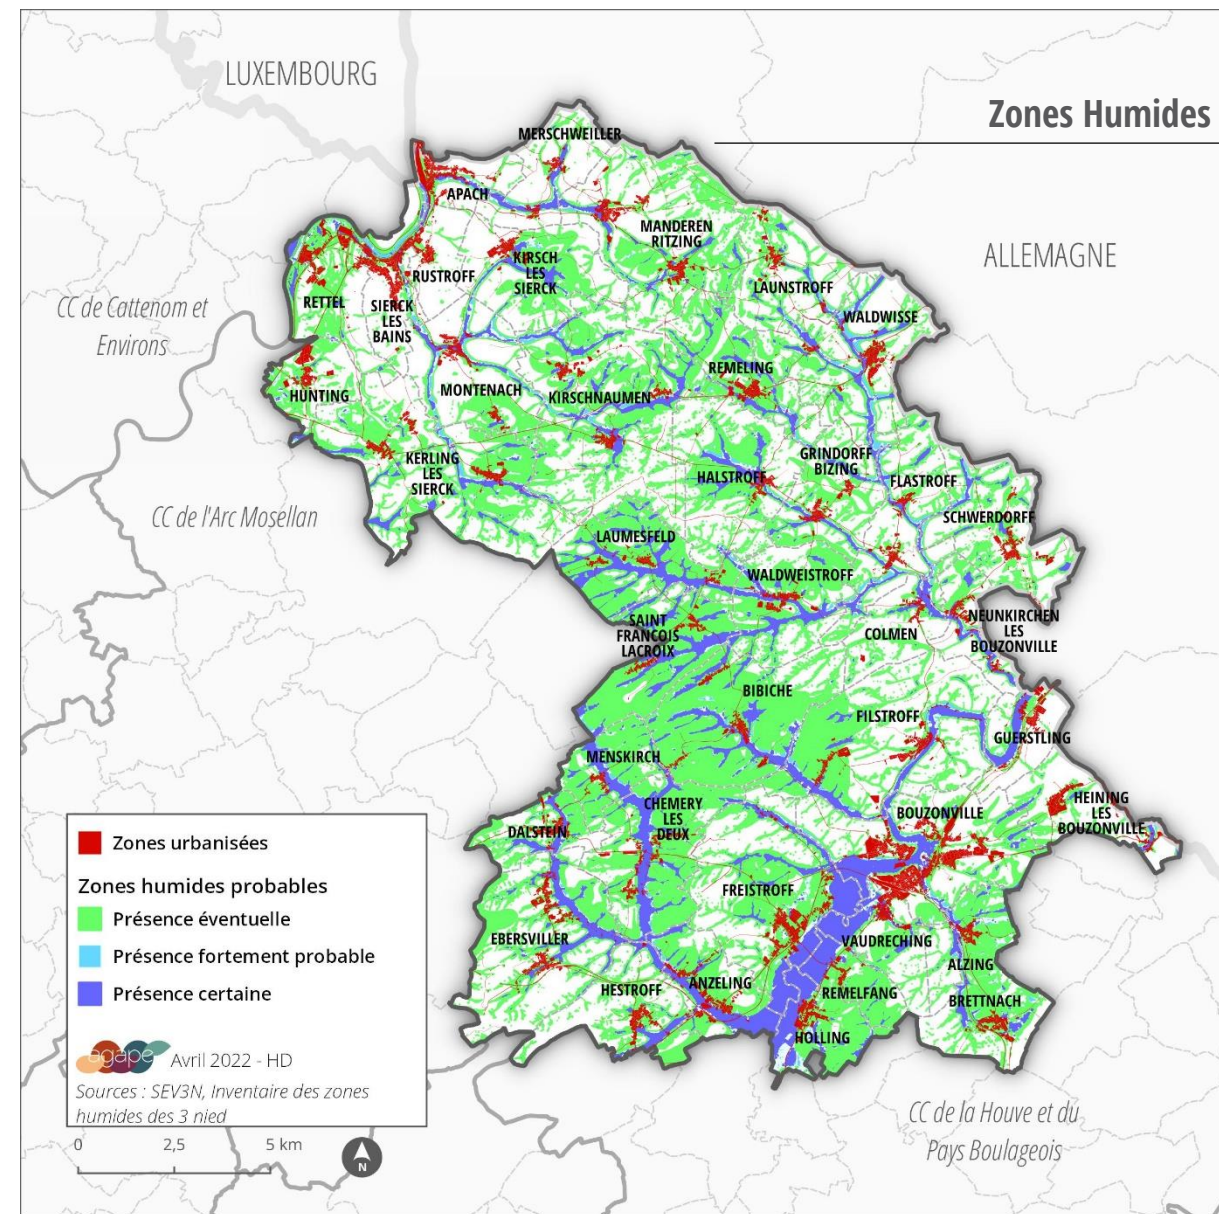 LUXEMBOURG
Zones Humides
MERSCHWEILLER
APACH
MANDEREN
RITZING
ALLEMAGNE
KIRSCH
LES
SIERCK
RUSTROFF
LAUNSTROFF
RETTEL
SIERCK
LES
BAINS
WALDWISSE
CC de Cattenom et
Environs
REMELING
MONTENACH
HUNTING
KIRSCHNAUMEN
KERLING
LES
SIERCK
GRINDORFF
BIZING
HALSTROFF
FLASTROFF
CC de l'Arc Mosellan
SCHWERDORFF
LAUMESFELD
WALDWEISTROFF
SAINT
FRANCOIS
LACROIX
COLMEN
NEUNKIRCHEN
LES
BOUZONVILLE
BIBICHE
FILSTROFF
GUERSTLING
MENSKIRCH
CHEMERY
LES
DEUX
HEINING
LES
BOUZONVILLE
BOUZONVILLE
DALSTEIN
FREISTROFF
EBERSVILLER
VAUDRECHING
ALZING
HESTROFF
ANZELING
REMELFANG
BRETTNACH
HOLLING
Zones urbanisées
Zones humides probables
Présence éventuelle
Présence fortement probable
Présence certaine
agape Avril 2022 - HD
Sources : SEV3N, Inventaire des zones
humides des 3 nied
0 2,5 5 km
N
CC de la Houve et du
Pays Boulageois